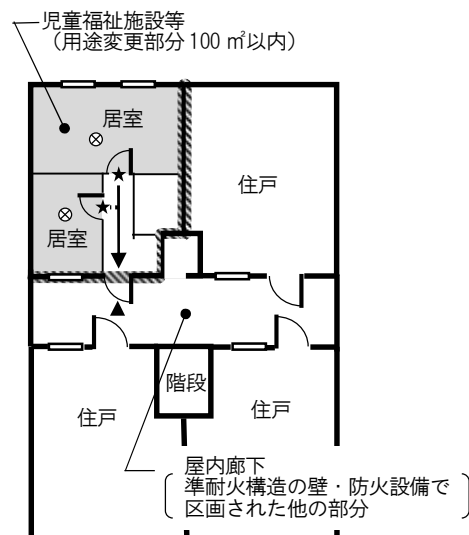 児童福祉施設等
（用途変更部分 100 ㎡以内）
居室
住戸
居室
階段
住戸
住戸
屋内廊下
準耐火構造の壁・防火設備で
区画された他の部分